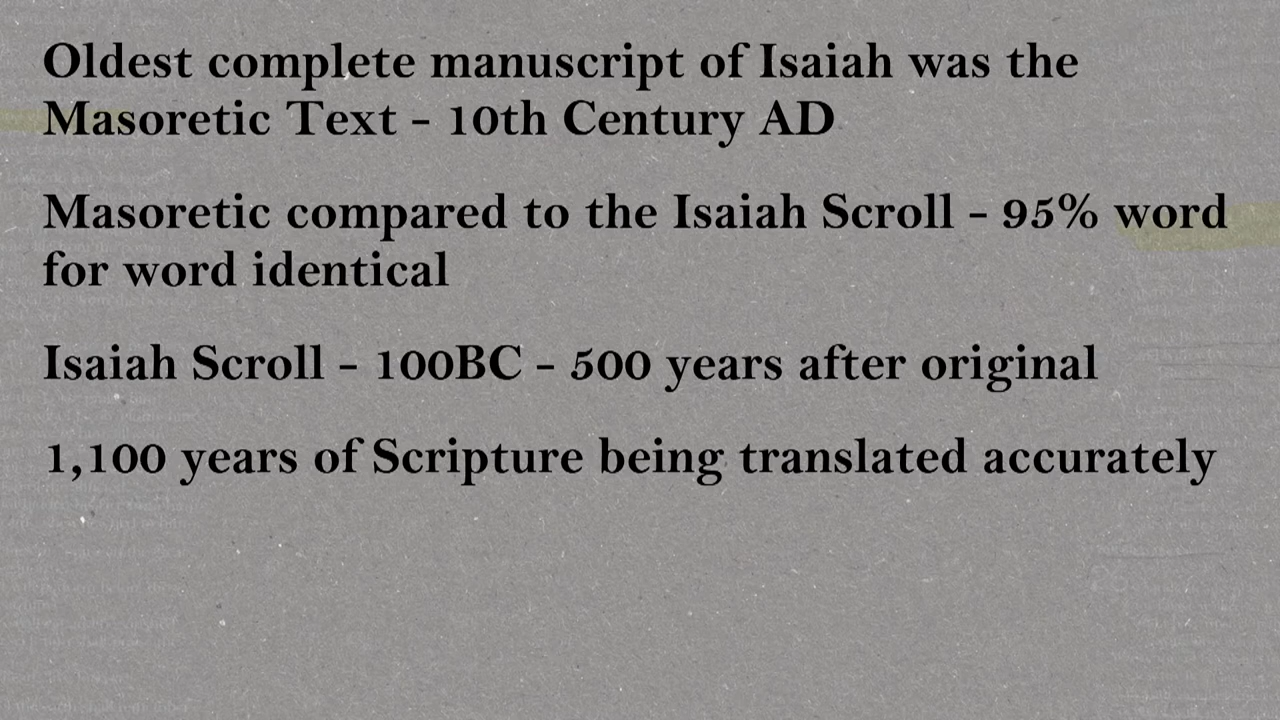 Oldest complete manuscript of Isaiah was the
Masoretic Text - 10th Century AD
Masoretic compared to the Isaiah Scroll - 95% word
for word identical
Isaiah Scroll - 100BC - 500 years after original
1,100 years of Scripture being translated accurately